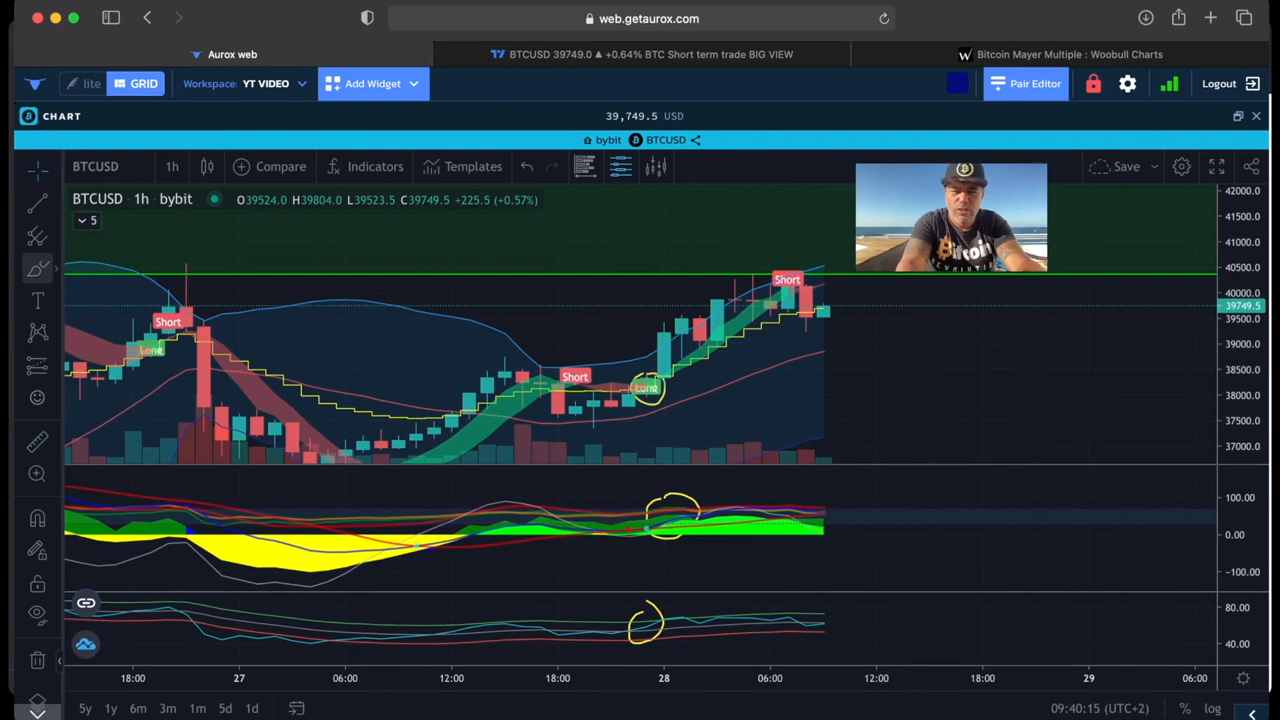 web.getaurox.com
Aurox web
BTCUSD 39749.0 ▲ +0.64% BTC Short term trade BIG VIEW
Bitcoin Mayer Multiple : Woobull Charts
lite
GRID
Workspace: YT VIDEO
Add Widget
Pair Editor
Logout
CHART
39,749.5 USD
bybit BTCUSD
BTCUSD
1h
Compare
Indicators
Templates
Save
BTCUSD · 1h · bybit
O39524.0 H39804.0 L39523.5 C39749.5 +225.5 (+0.57%)
5
42000.0
41500.0
41000.0
40500.0
40000.0
39749.5
39500.0
39000.0
38500.0
38000.0
37500.0
37000.0
Bitcoin
Short
Long
Short
Long
Short
100.00
0.00
−100.00
80.00
40.00
18:00
27
06:00
12:00
18:00
28
06:00
12:00
18:00
29
06:00
5y
1y
6m
3m
1m
5d
1d
09:40:15 (UTC+2)
%
log